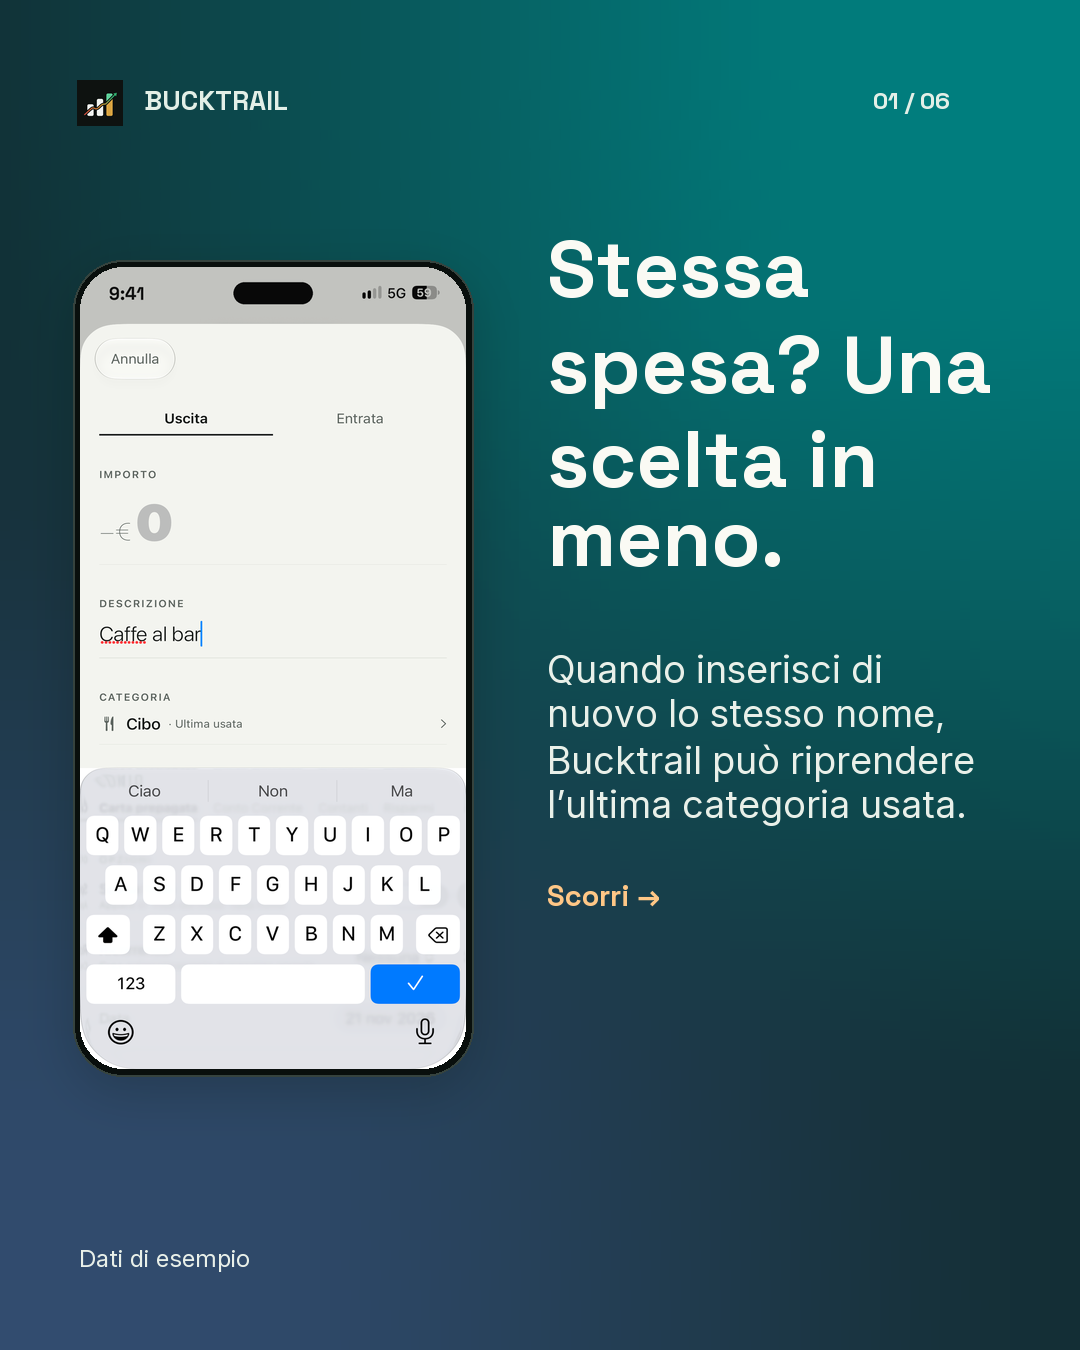 BUCKTRAIL
01 / 06
9:41
5G
59
Annulla
Uscita
Entrata
IMPORTO
–€ 0
DESCRIZIONE
Caffe al bar
CATEGORIA
Cibo · Ultima usata
Ciao
Non
Ma
Q W E R T Y U I O P
A S D F G H J K L
Z X C V B N M
123
Stessa
spesa? Una
scelta in
meno.
Quando inserisci di
nuovo lo stesso nome,
Bucktrail può riprendere
l’ultima categoria usata.
Scorri →
Dati di esempio